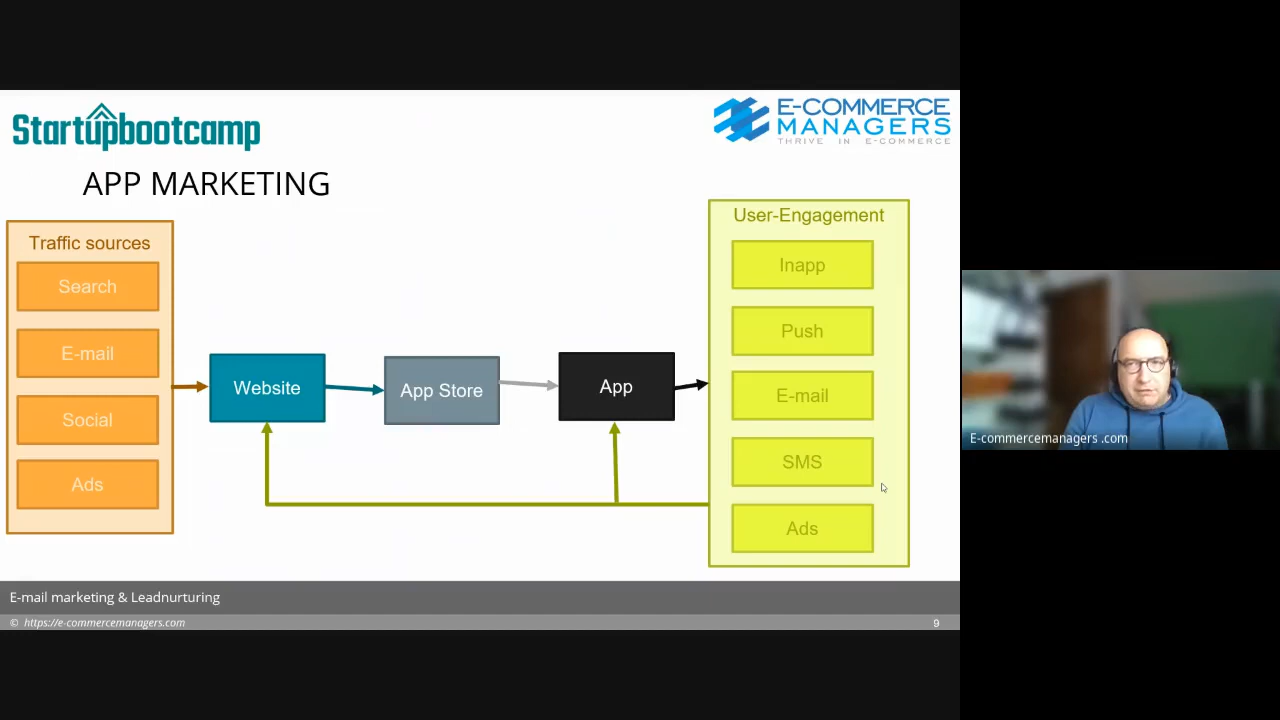 Startupbootcamp
E-COMMERCE
MANAGERS
THRIVE IN E-COMMERCE
APP MARKETING
Traffic sources
Search
E-mail
Social
Ads
Website
App Store
App
User-Engagement
Inapp
Push
E-mail
SMS
Ads
E-commercemanagers .com
E-mail marketing & Leadnurturing
© https://e-commercemanagers.com
9